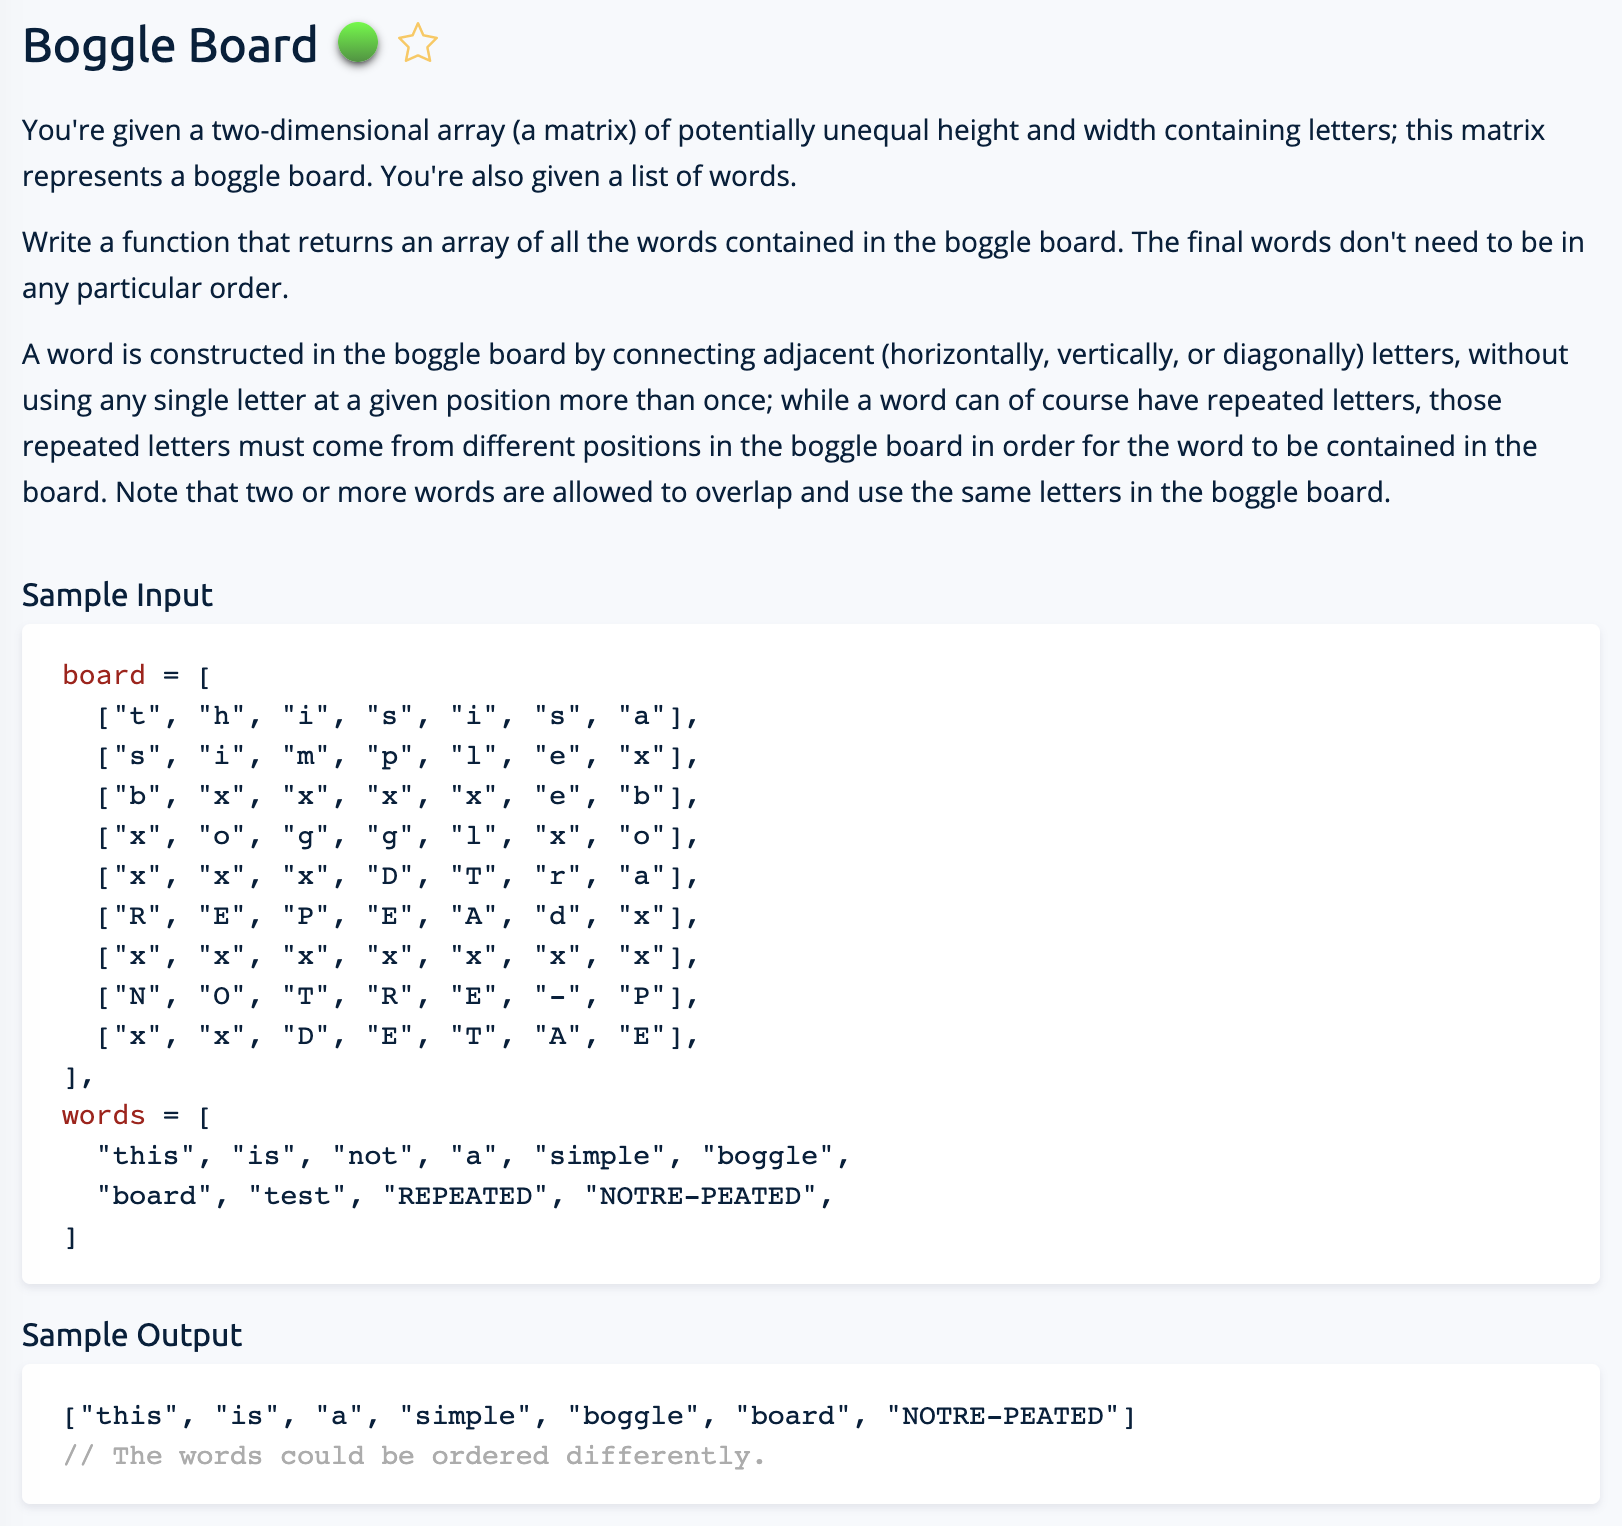 Boggle Board
You're given a two-dimensional array (a matrix) of potentially unequal height and width containing letters; this matrix
represents a boggle board. You're also given a list of words.
Write a function that returns an array of all the words contained in the boggle board. The final words don't need to be in
any particular order.
A word is constructed in the boggle board by connecting adjacent (horizontally, vertically, or diagonally) letters, without
using any single letter at a given position more than once; while a word can of course have repeated letters, those
repeated letters must come from different positions in the boggle board in order for the word to be contained in the
board. Note that two or more words are allowed to overlap and use the same letters in the boggle board.
Sample Input
board = [
  ["t", "h", "i", "s", "i", "s", "a"],
  ["s", "i", "m", "p", "l", "e", "x"],
  ["b", "x", "x", "x", "x", "e", "b"],
  ["x", "o", "g", "g", "l", "x", "o"],
  ["x", "x", "x", "D", "T", "r", "a"],
  ["R", "E", "P", "E", "A", "d", "x"],
  ["x", "x", "x", "x", "x", "x", "x"],
  ["N", "O", "T", "R", "E", "-", "P"],
  ["x", "x", "D", "E", "T", "A", "E"],
],
words = [
  "this", "is", "not", "a", "simple", "boggle",
  "board", "test", "REPEATED", "NOTRE-PEATED",
]
Sample Output
["this", "is", "a", "simple", "boggle", "board", "NOTRE-PEATED"]
// The words could be ordered differently.